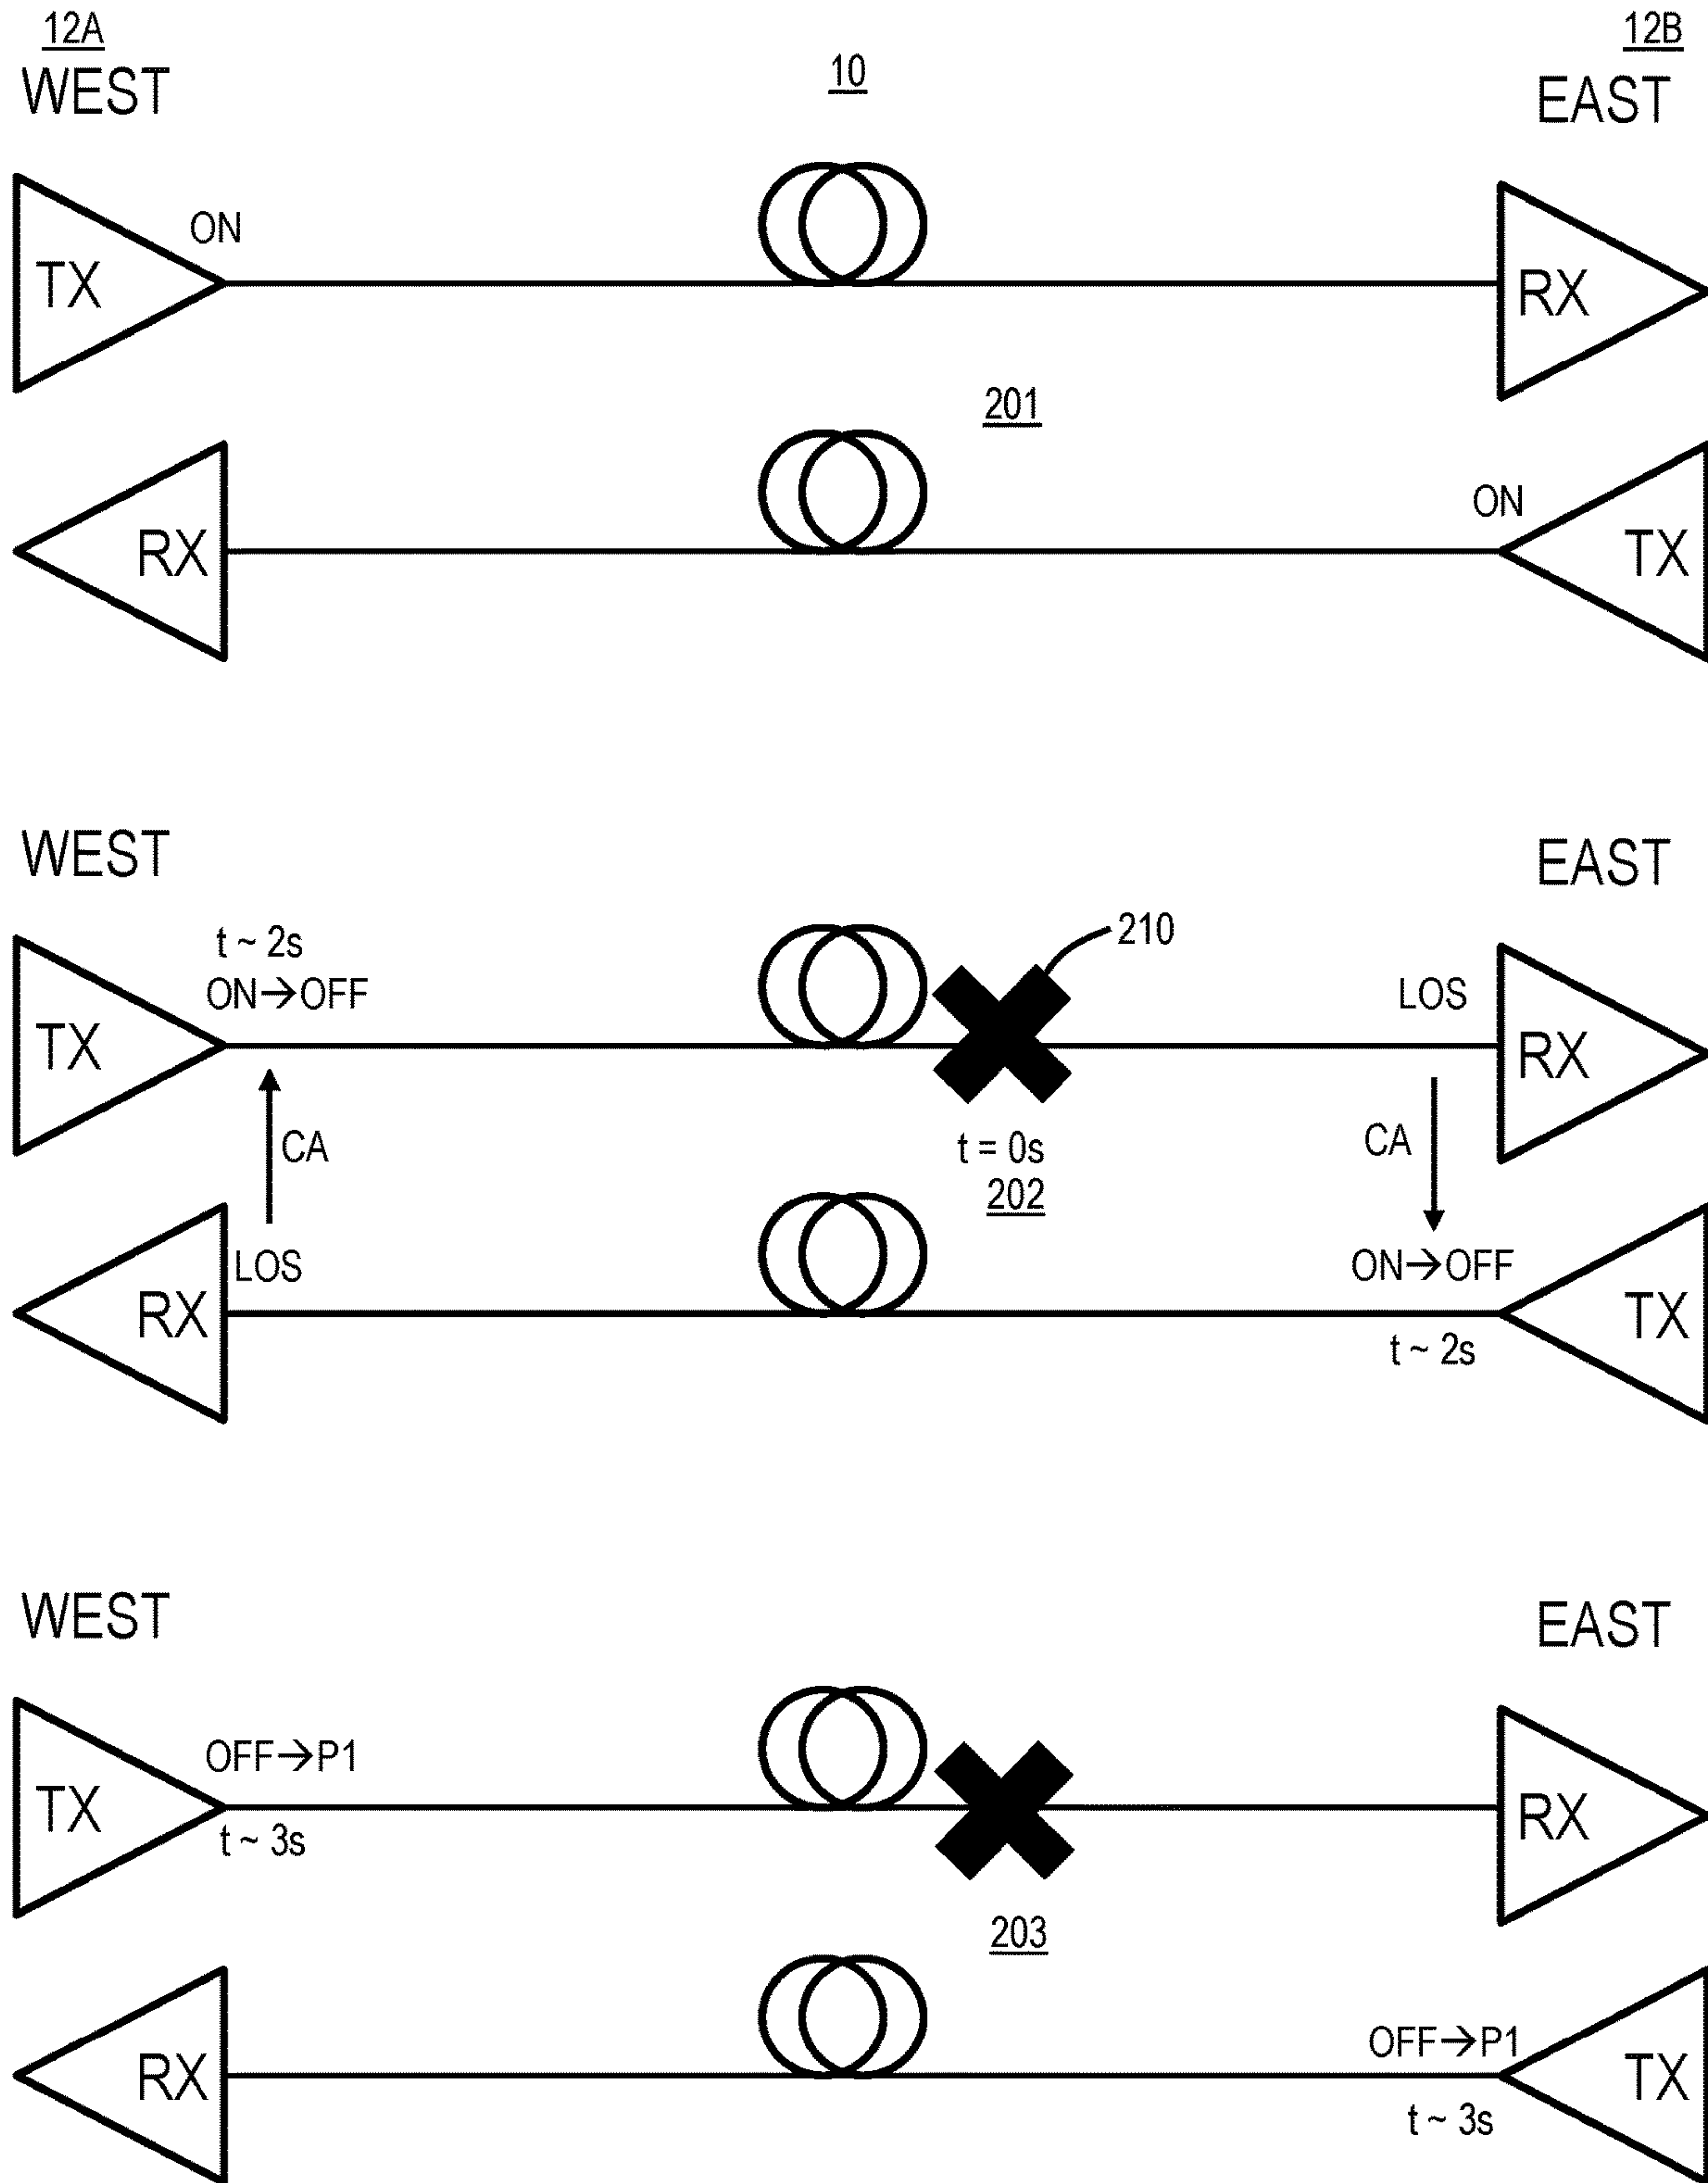 12A
WEST
10
12B
EAST
ON
TX
RX
201
ON
RX
TX
WEST
EAST
t ~ 2s
ON→OFF
210
LOS
TX
RX
CA
t = 0s
202
CA
LOS
ON→OFF
RX
TX
t ~ 2s
WEST
EAST
OFF→P1
TX
t ~ 3s
RX
203
OFF→P1
RX
TX
t ~ 3s